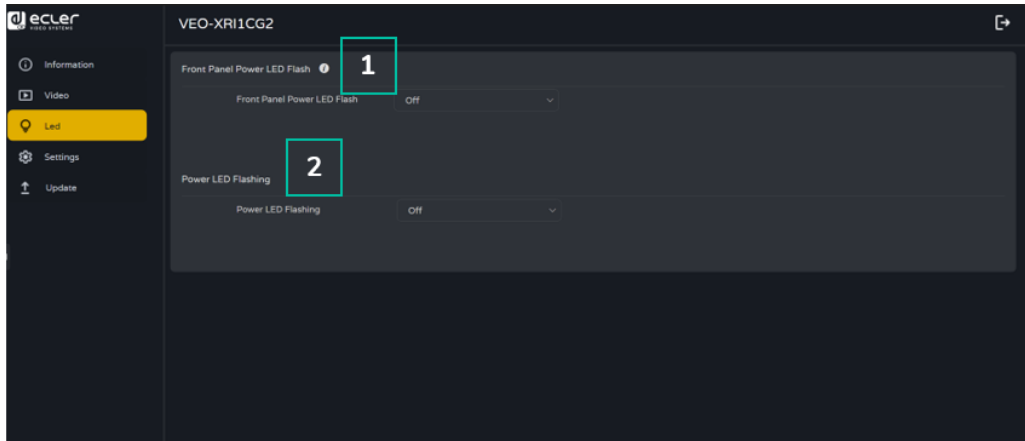 ecler
VIDEO SYSTEMS
VEO-XRI1CG2
Information
Video
Led
Settings
Update
Front Panel Power LED Flash
1
Front Panel Power LED Flash Off
2
Power LED Flashing
Power LED Flashing Off